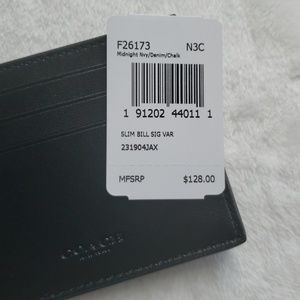 F26173 N3C
Midnight Nvy/Denim/Chalk
1 91202 44011 1
SLIM BILL SIG VAR
231904JAX
MFSRP $128.00
COACH